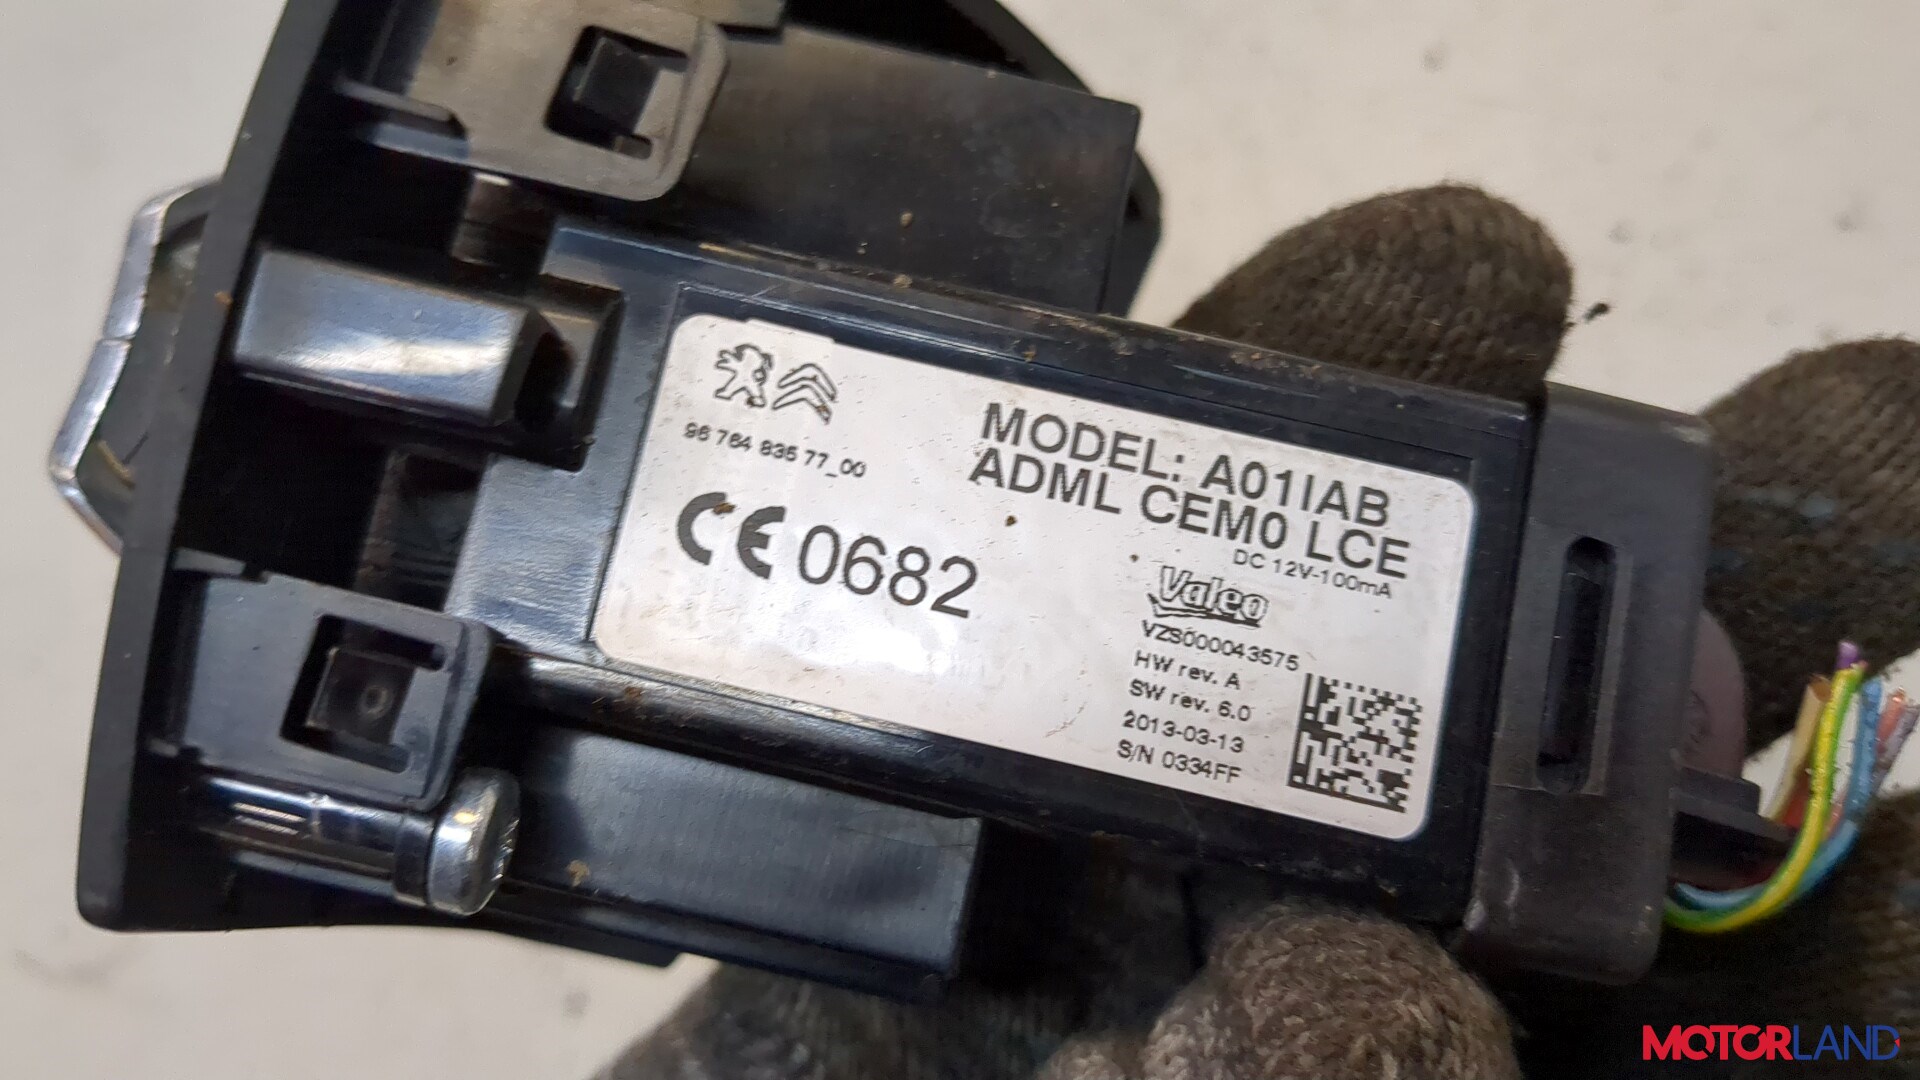 96 764 835 77_00
MODEL: A01IAB
ADML CEM0 LCE
DC 12V-100mA
CE 0682
Valeo
VZS000043575
HW rev. A
SW rev. 6.0
2013-03-13
S/N 0334FF
MOTORLAND